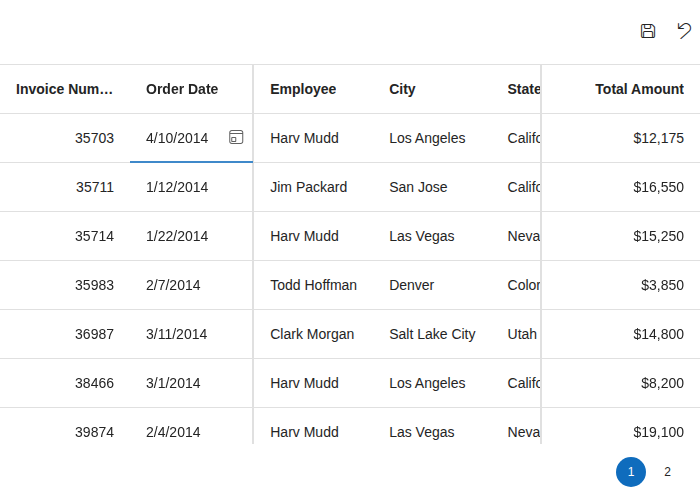 Invoice Num... Order Date Employee City State Total Amount
35703 4/10/2014 Harv Mudd Los Angeles Califo $12,175
35711 1/12/2014 Jim Packard San Jose Califo $16,550
35714 1/22/2014 Harv Mudd Las Vegas Neva $15,250
35983 2/7/2014 Todd Hoffman Denver Color $3,850
36987 3/11/2014 Clark Morgan Salt Lake City Utah $14,800
38466 3/1/2014 Harv Mudd Los Angeles Califo $8,200
39874 2/4/2014 Harv Mudd Las Vegas Neva $19,100
1 2